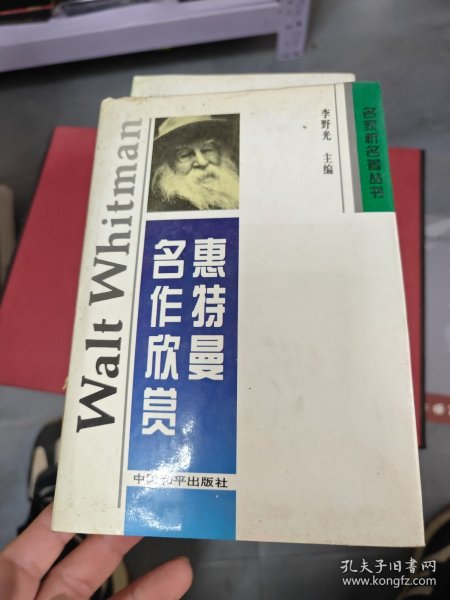 名家析名著丛书
李野光 主编
Walt Whitman
惠特曼
名作欣赏
中国和平出版社
孔夫子旧书网
www.kongfz.com